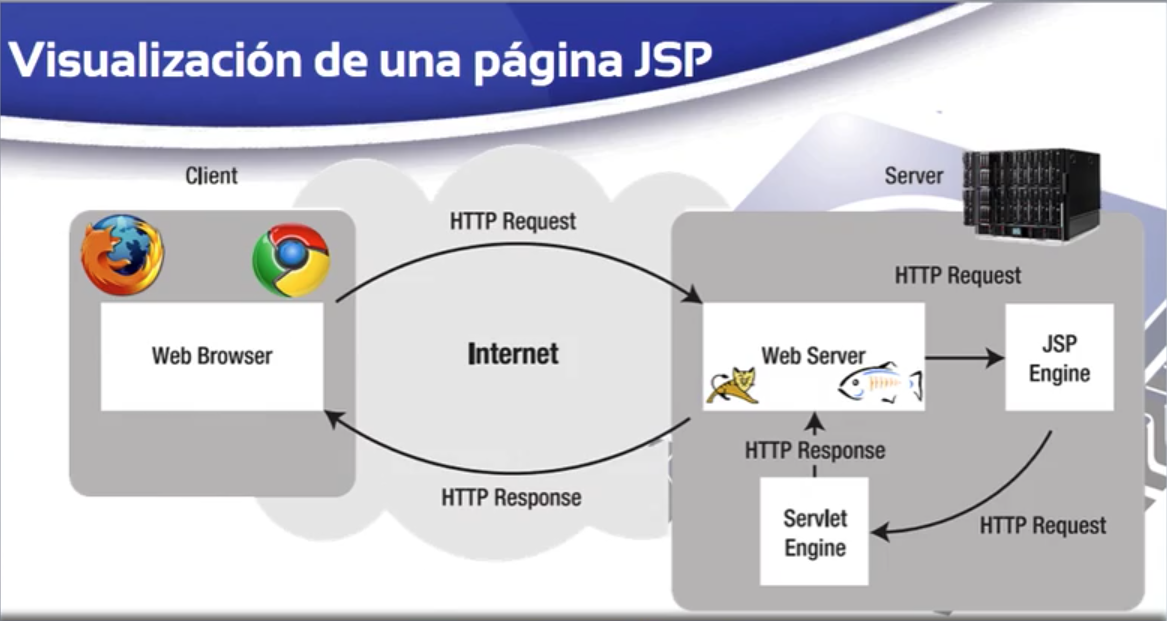 Visualización de una página JSP
Client
Server
HTTP Request
HTTP Request
Web Browser
Internet
Web Server
JSP
Engine
HTTP Response
HTTP Response
Servlet
Engine
HTTP Request